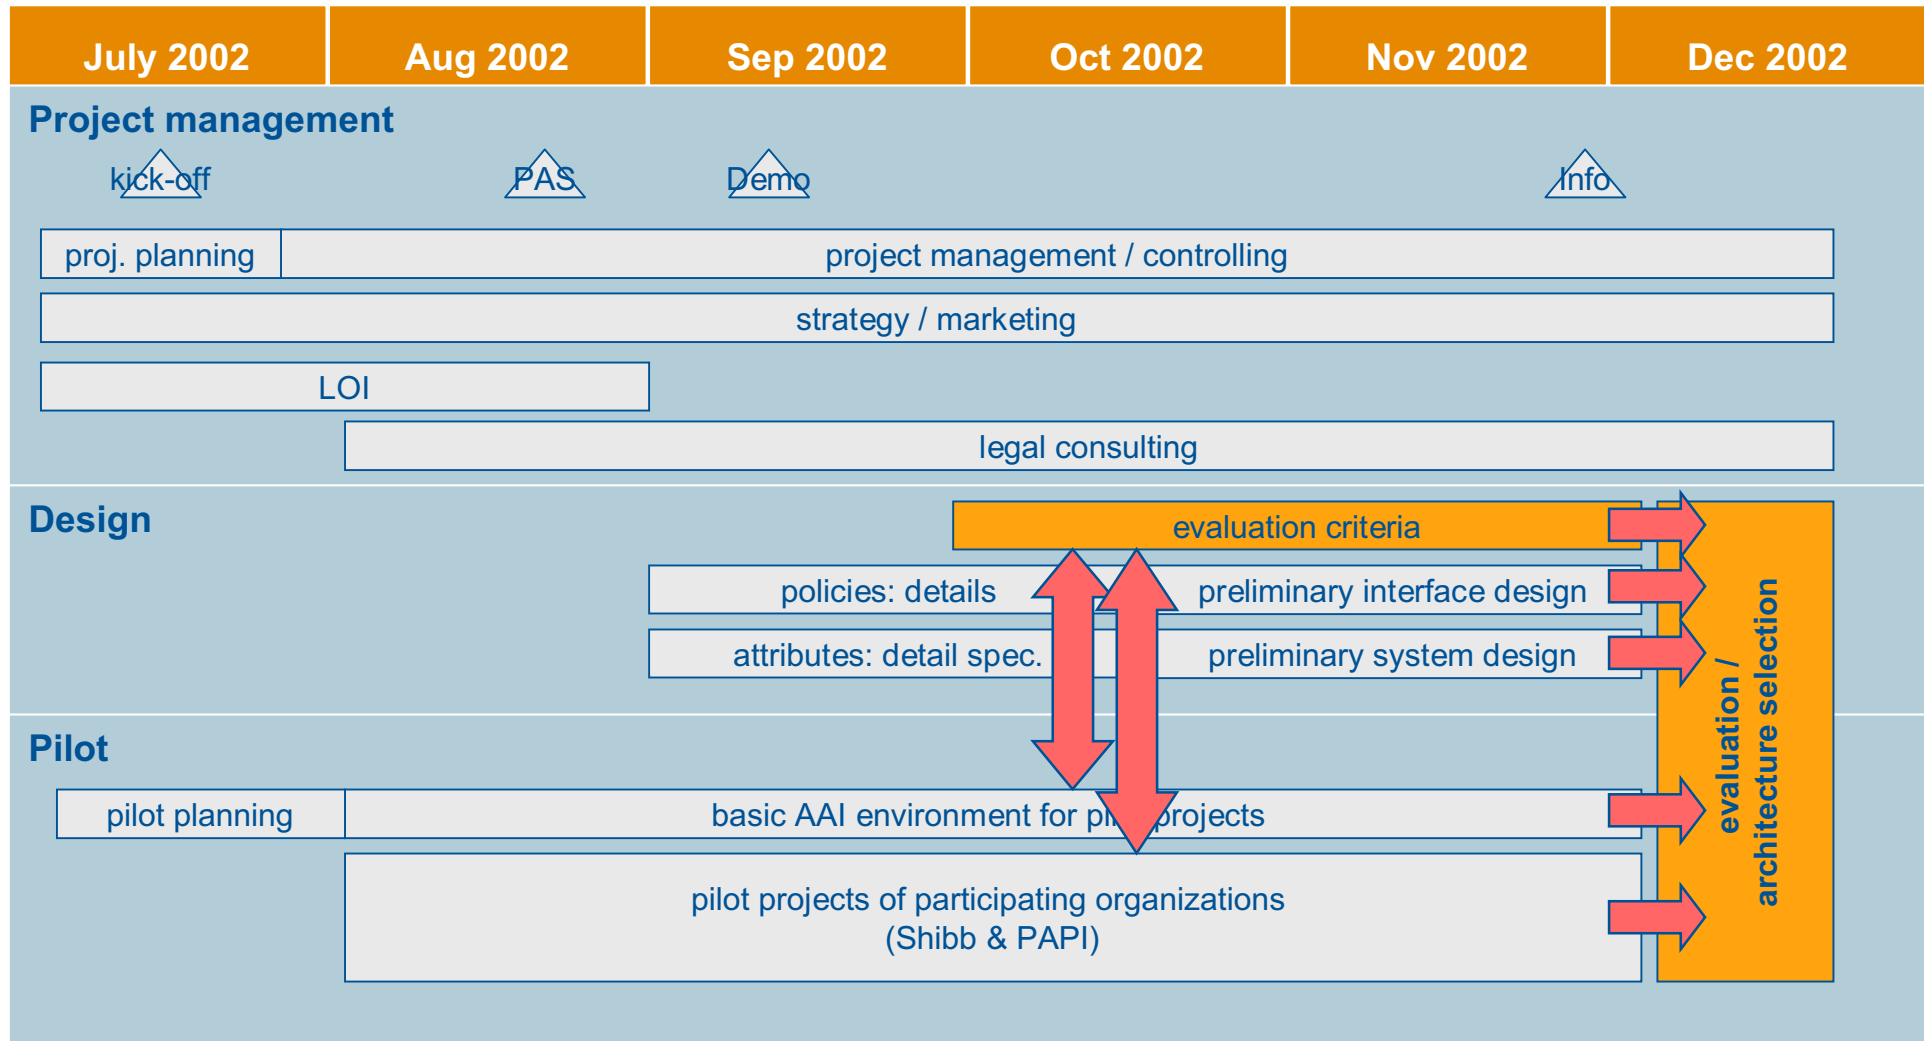 July 2002
Aug 2002
Sep 2002
Oct 2002
Nov 2002
Dec 2002
Project management
kick-off
PAS
Demo
Info
proj. planning
project management / controlling
strategy / marketing
LOI
legal consulting
Design
evaluation criteria
policies: details
preliminary interface design
attributes: detail spec.
preliminary system design
evaluation /
architecture selection
Pilot
pilot planning
basic AAI environment for projects
pilot projects of participating organizations
(Shibb & PAPI)